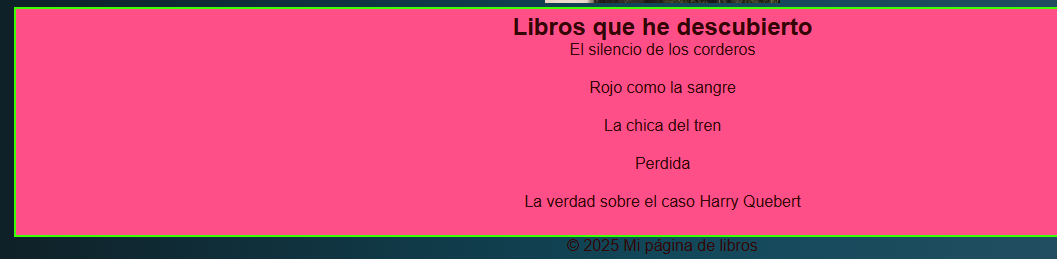 Libros que he descubierto
El silencio de los corderos
Rojo como la sangre
La chica del tren
Perdida
La verdad sobre el caso Harry Quebert
© 2025 Mi página de libros